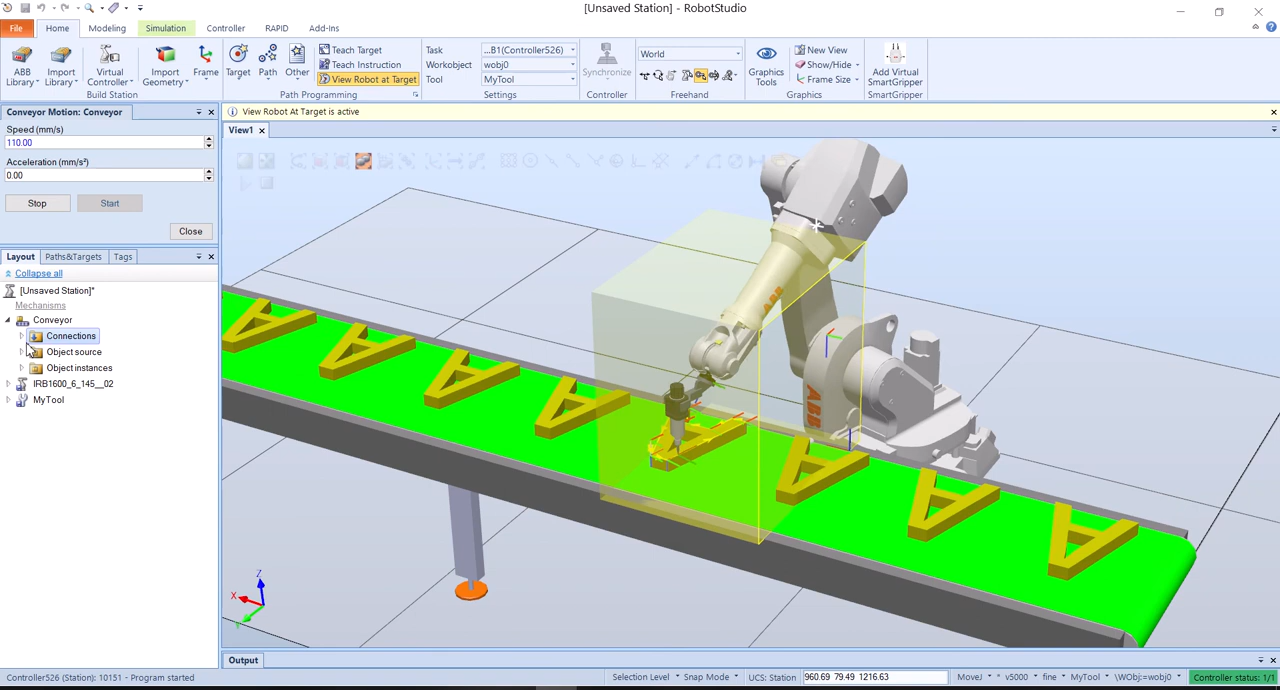 [Unsaved Station] - RobotStudio
File Home Modeling Simulation Controller RAPID Add-Ins
ABB Library Import Library Virtual Controller Import Geometry Frame
Build Station
Target Path Other
Teach Target
Teach Instruction
View Robot at Target
Path Programming
Task ...B1(Controller526)
Workobject wobj0
Tool MyTool
Settings
Synchronize
Controller
World
Freehand
Graphics Tools
New View
Show/Hide
Frame Size
Graphics
Add Virtual SmartGripper
SmartGripper
Conveyor Motion: Conveyor
Speed (mm/s)
110.00
Acceleration (mm/s²)
0.00
Stop Start
Close
Layout Paths&Targets Tags
Collapse all
[Unsaved Station]*
Mechanisms
Conveyor
Connections
Object source
Object instances
IRB1600_6_145__02
MyTool
View Robot At Target is active
View1
ABB
ABB
A A A A A A A A
Z
X
Y
Output
Controller526 (Station): 10151 - Program started
Selection Level Snap Mode UCS: Station 960.69 79.49 1216.63 MoveJ * v5000 fine MyTool \WObj:=wobj0 Controller status: 1/1